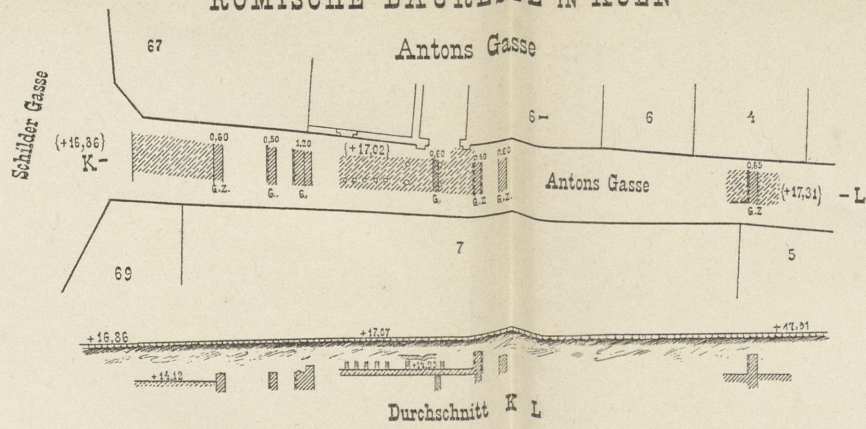 RÖMISCHE BAURESTE IN KÖLN
Antons Gasse
67
6-
6
4
Schilder Gasse
(+16,86)
K-
0,60
0,50
1,20
(+17,02)
0,60
0,60
0,65
G.Z.
G.
G.
G.
G.Z
G.Z.
G.Z
Antons Gasse
(+17,31)
- L
69
7
5
+16,86
+17,07
+17,31
+14,12
Durchschnitt K L